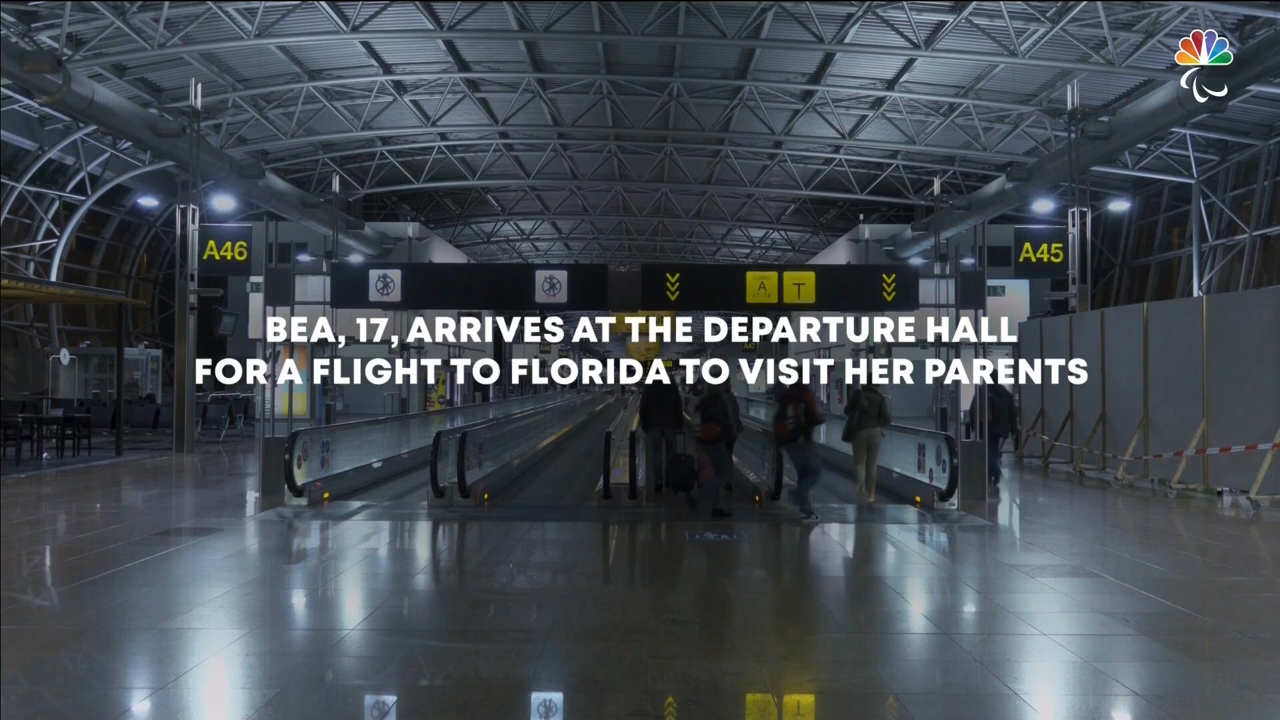 A46
A45
A
T
BEA, 17, ARRIVES AT THE DEPARTURE HALL
FOR A FLIGHT TO FLORIDA TO VISIT HER PARENTS